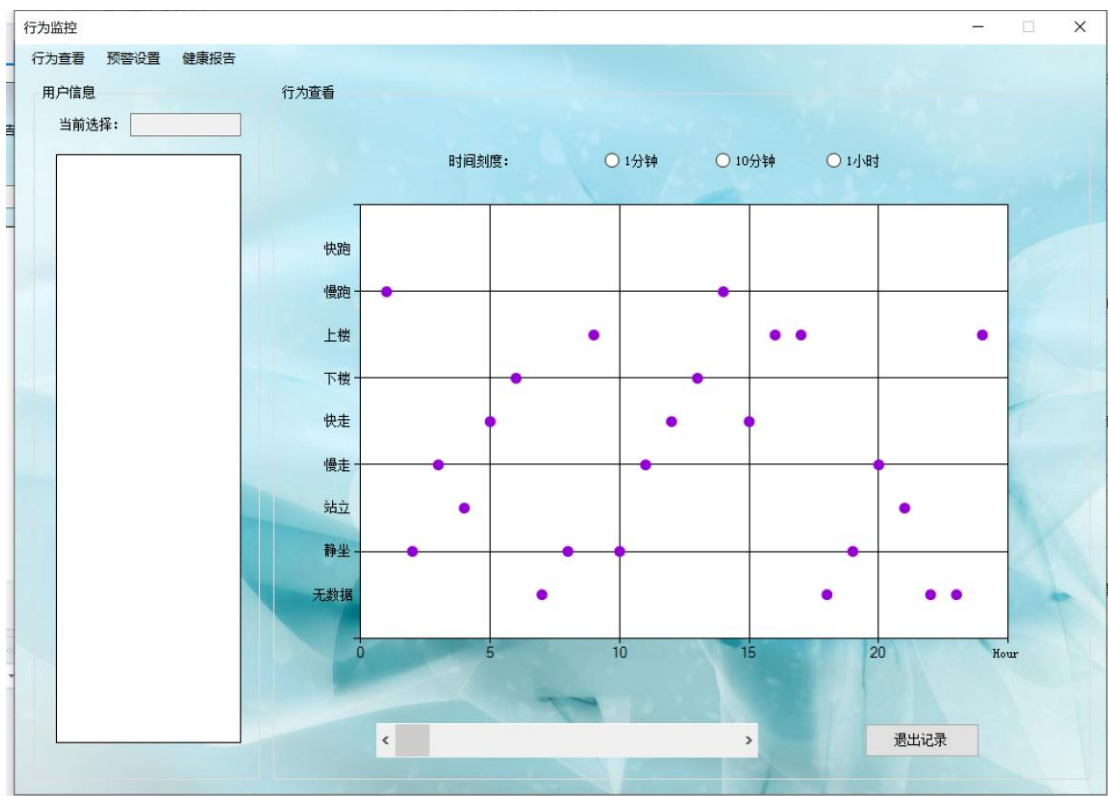 行为监控
行为查看 预警设置 健康报告
用户信息
当前选择：
行为查看
时间刻度： 1分钟 10分钟 1小时
快跑
慢跑
上楼
下楼
快走
慢走
站立
静坐
无数据
0 5 10 15 20 Hour
退出记录